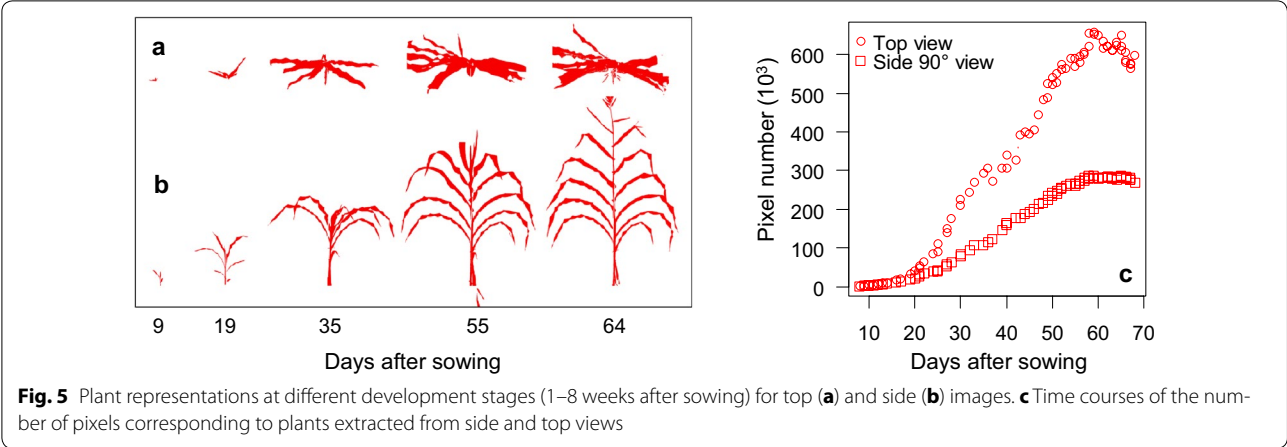 a
b
9 19 35 55 64
Days after sowing
Top view
Side 90° view
Pixel number (10³)
600
500
400
300
200
100
0
c
10 20 30 40 50 60 70
Days after sowing
Fig. 5 Plant representations at different development stages (1–8 weeks after sowing) for top (a) and side (b) images. c Time courses of the num-
ber of pixels corresponding to plants extracted from side and top views